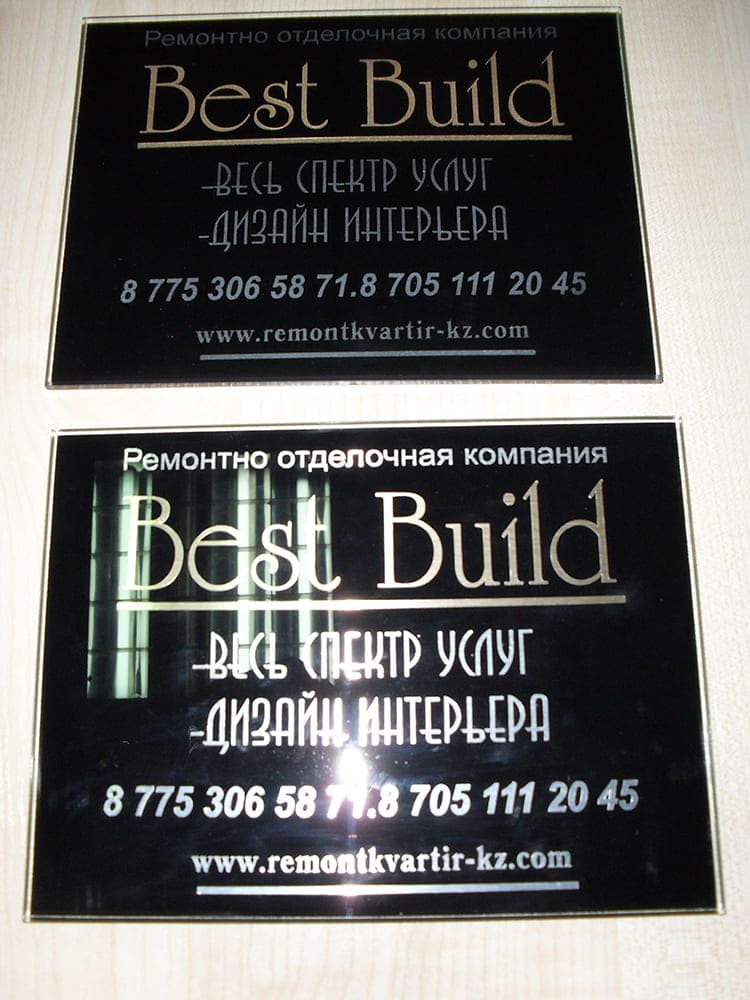 Ремонтно отделочная компания
Best Build
-ВЕСЬ СПЕКТР УСЛУГ
-ДИЗАЙН ИНТЕРЬЕРА
8 775 306 58 71.8 705 111 20 45
www.remontkvartir-kz.com
Ремонтно отделочная компания
Best Build
-ВЕСЬ СПЕКТР УСЛУГ
-ДИЗАЙН ИНТЕРЬЕРА
8 775 306 58 71.8 705 111 20 45
www.remontkvartir-kz.com